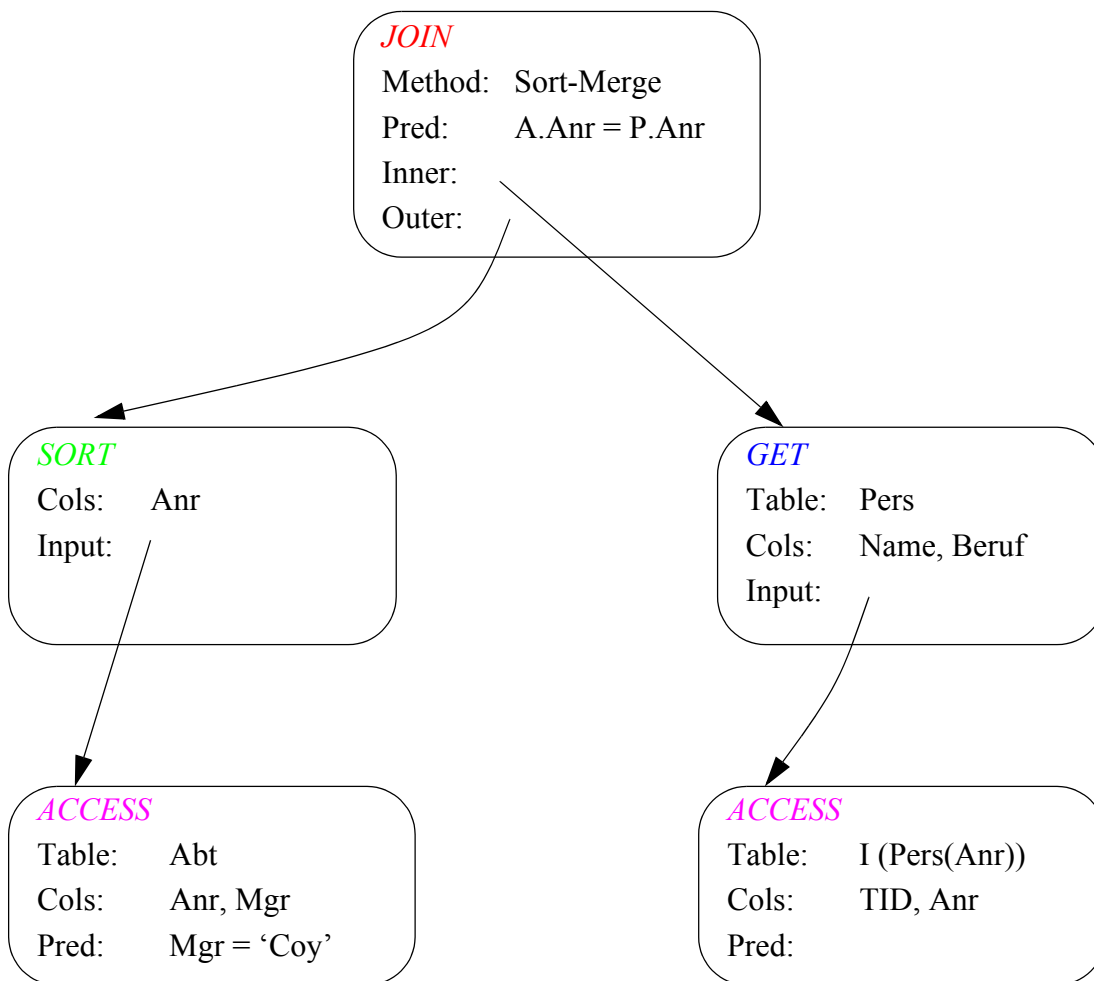 JOIN
Method: Sort-Merge
Pred: A.Anr = P.Anr
Inner:
Outer:
SORT
Cols: Anr
Input:
GET
Table: Pers
Cols: Name, Beruf
Input:
ACCESS
Table: Abt
Cols: Anr, Mgr
Pred: Mgr = ‘Coy’
ACCESS
Table: I (Pers(Anr))
Cols: TID, Anr
Pred: